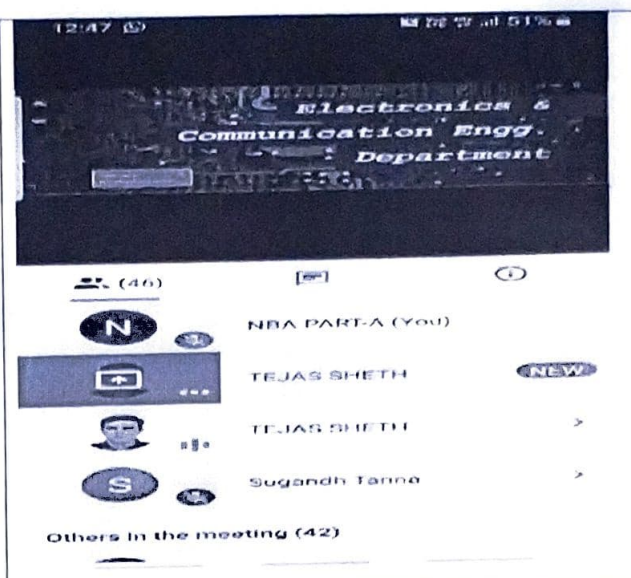 12:47
51%
Electronics &
Communication Engg.
Department
(46)
N
NBA PART-A (You)
TEJAS SHETH
NEW
TEJAS SHETH
S
Sugandh Tanna
Others in the meeting (42)